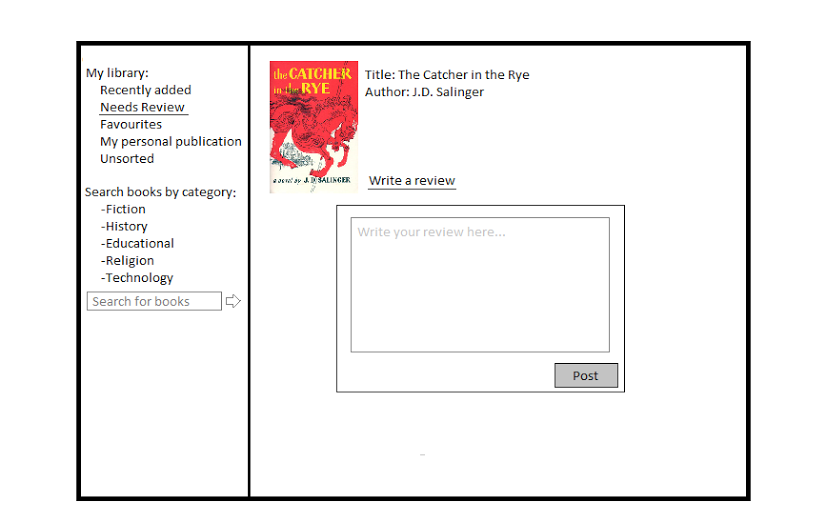 My library:
Recently added
Needs Review
Favourites
My personal publication
Unsorted
Search books by category:
-Fiction
-History
-Educational
-Religion
-Technology
Search for books
the CATCHER
in the RYE
a novel by J. D. SALINGER
Title: The Catcher in the Rye
Author: J.D. Salinger
Write a review
Write your review here...
Post